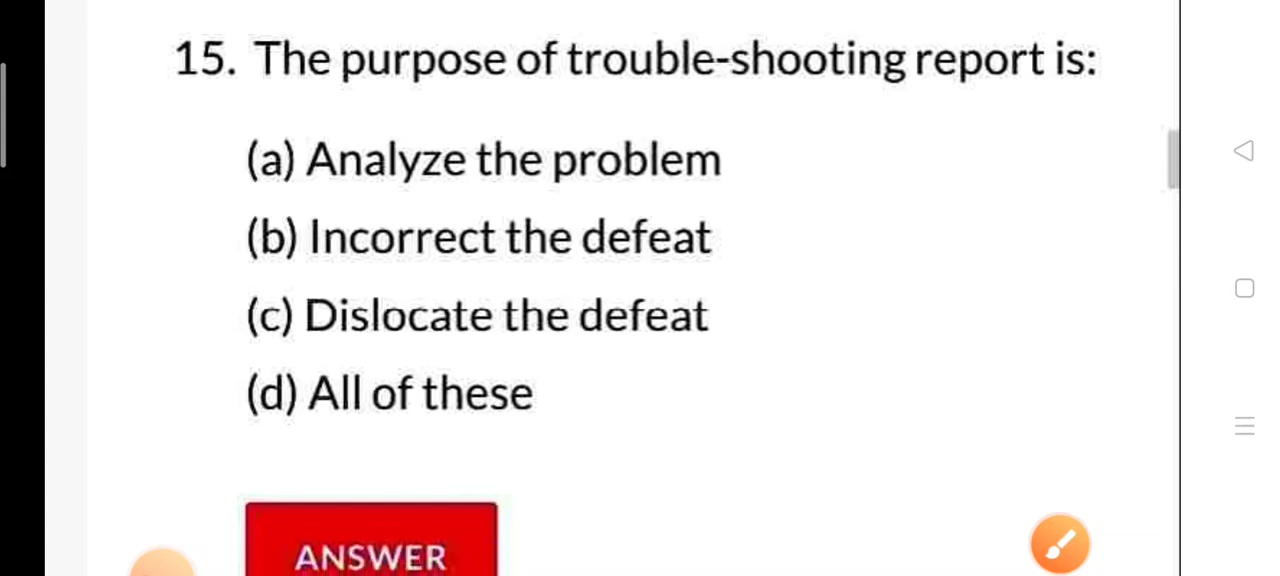 15. The purpose of trouble-shooting report is:
(a) Analyze the problem
(b) Incorrect the defeat
(c) Dislocate the defeat
(d) All of these
ANSWER